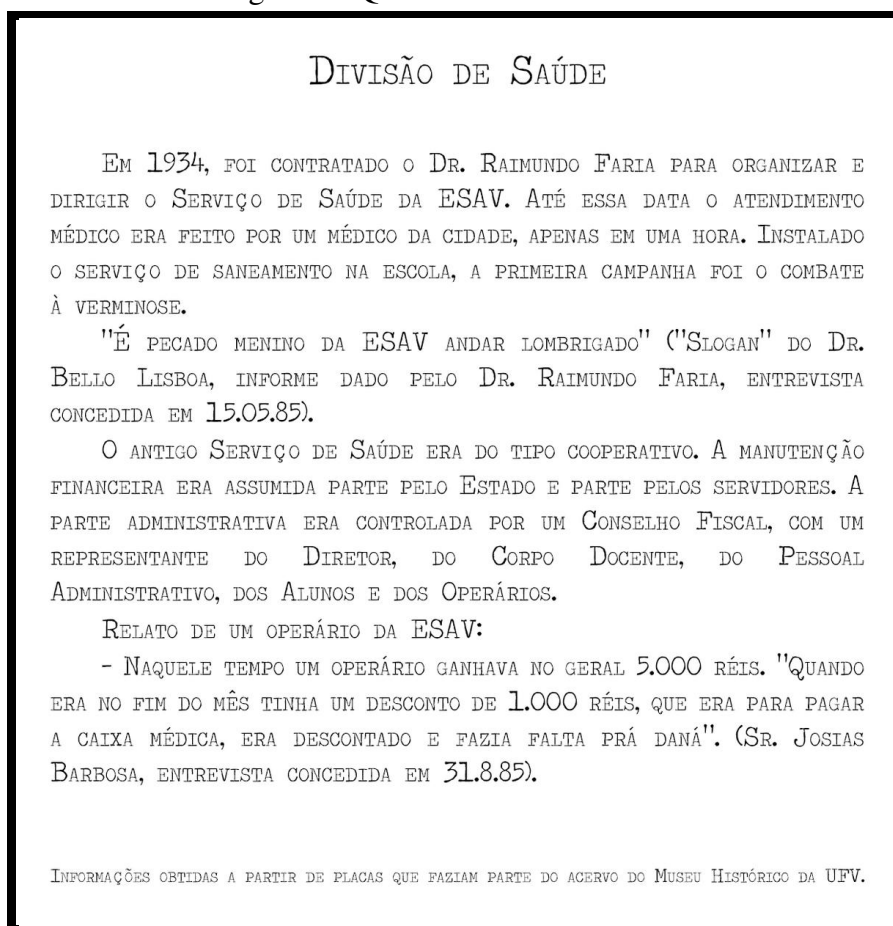 Divisão de Saúde
Em 1934, foi contratado o Dr. Raimundo Faria para organizar e
dirigir o Serviço de Saúde da ESAV. Até essa data o atendimento
médico era feito por um médico da cidade, apenas em uma hora. Instalado
o serviço de saneamento na escola, a primeira campanha foi o combate
à verminose.
"É pecado menino da ESAV andar lombrigado" ("Slogan" do Dr.
Bello Lisboa, informe dado pelo Dr. Raimundo Faria, entrevista
concedida em 15.05.85).
O antigo Serviço de Saúde era do tipo cooperativo. A manutenção
financeira era assumida parte pelo Estado e parte pelos servidores. A
parte administrativa era controlada por um Conselho Fiscal, com um
representante do Diretor, do Corpo Docente, do Pessoal
Administrativo, dos Alunos e dos Operários.
Relato de um operário da ESAV:
- Naquele tempo um operário ganhava no geral 5.000 réis. "Quando
era no fim do mês tinha um desconto de 1.000 réis, que era para pagar
a caixa médica, era descontado e fazia falta prá daná". (Sr. Josias
Barbosa, entrevista concedida em 31.8.85).
Informações obtidas a partir de placas que faziam parte do acervo do Museu Histórico da UFV.